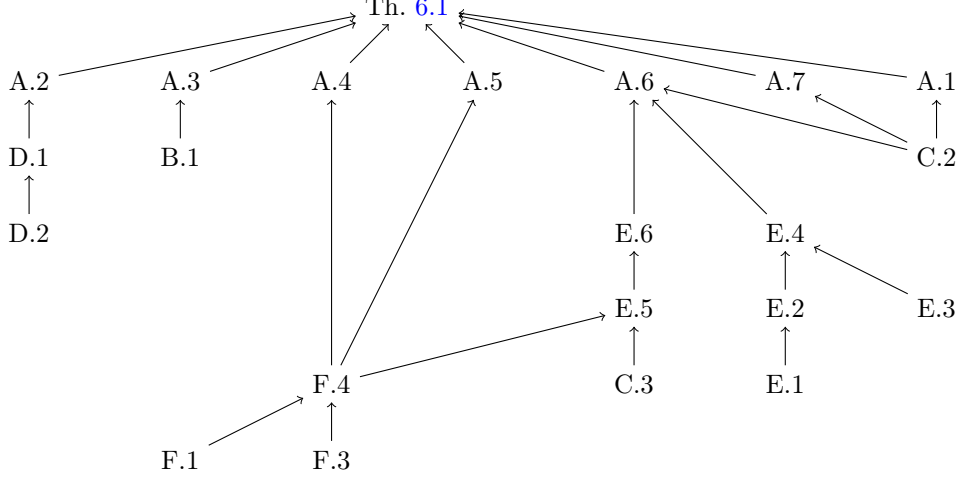 Th. 6.1
A.2 A.3 A.4 A.5 A.6 A.7 A.1
D.1 B.1 C.2
D.2 E.6 E.4
E.5 E.2 E.3
F.4 C.3 E.1
F.1 F.3